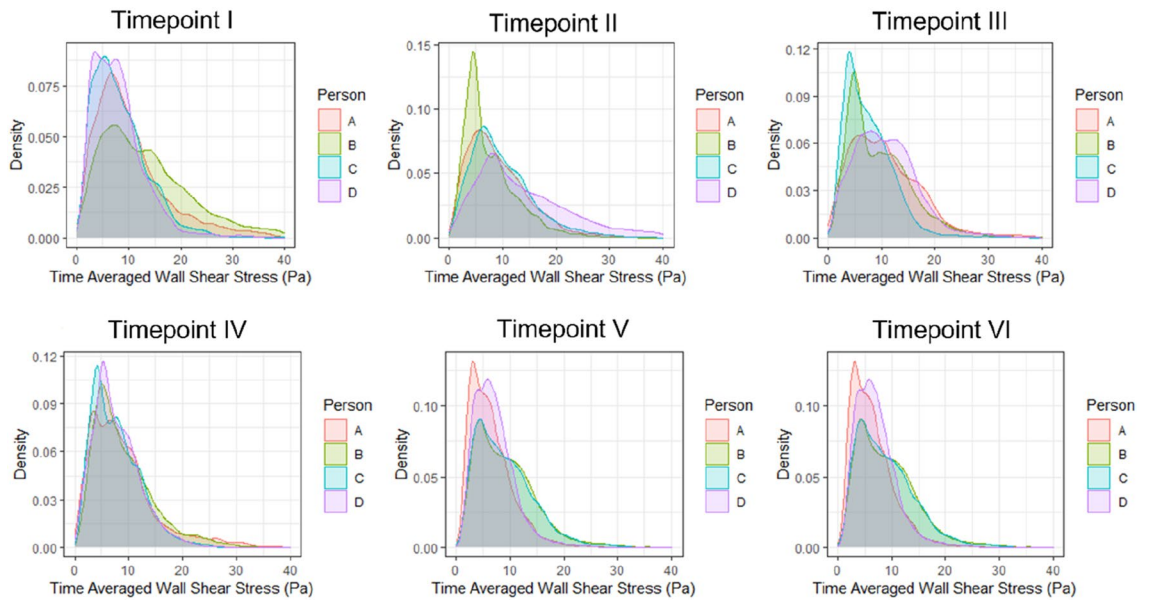 Timepoint I
Timepoint II
Timepoint III
0.075
0.050
0.025
0.000
Density
0 10 20 30 40
Time Averaged Wall Shear Stress (Pa)
Person
A
B
C
D
0.15
0.10
0.05
0.00
Density
0 10 20 30 40
Time Averaged Wall Shear Stress (Pa)
Person
A
B
C
D
0.12
0.09
0.06
0.03
0.00
Density
0 10 20 30 40
Time Averaged Wall Shear Stress (Pa)
Person
A
B
C
D
Timepoint IV
Timepoint V
Timepoint VI
0.12
0.09
0.06
0.03
0.00
Density
0 10 20 30 40
Time Averaged Wall Shear Stress (Pa)
Person
A
B
C
D
0.10
0.05
0.00
Density
0 10 20 30 40
Time Averaged Wall Shear Stress (Pa)
Person
A
B
C
D
0.10
0.05
0.00
Density
0 10 20 30 40
Time Averaged Wall Shear Stress (Pa)
Person
A
B
C
D